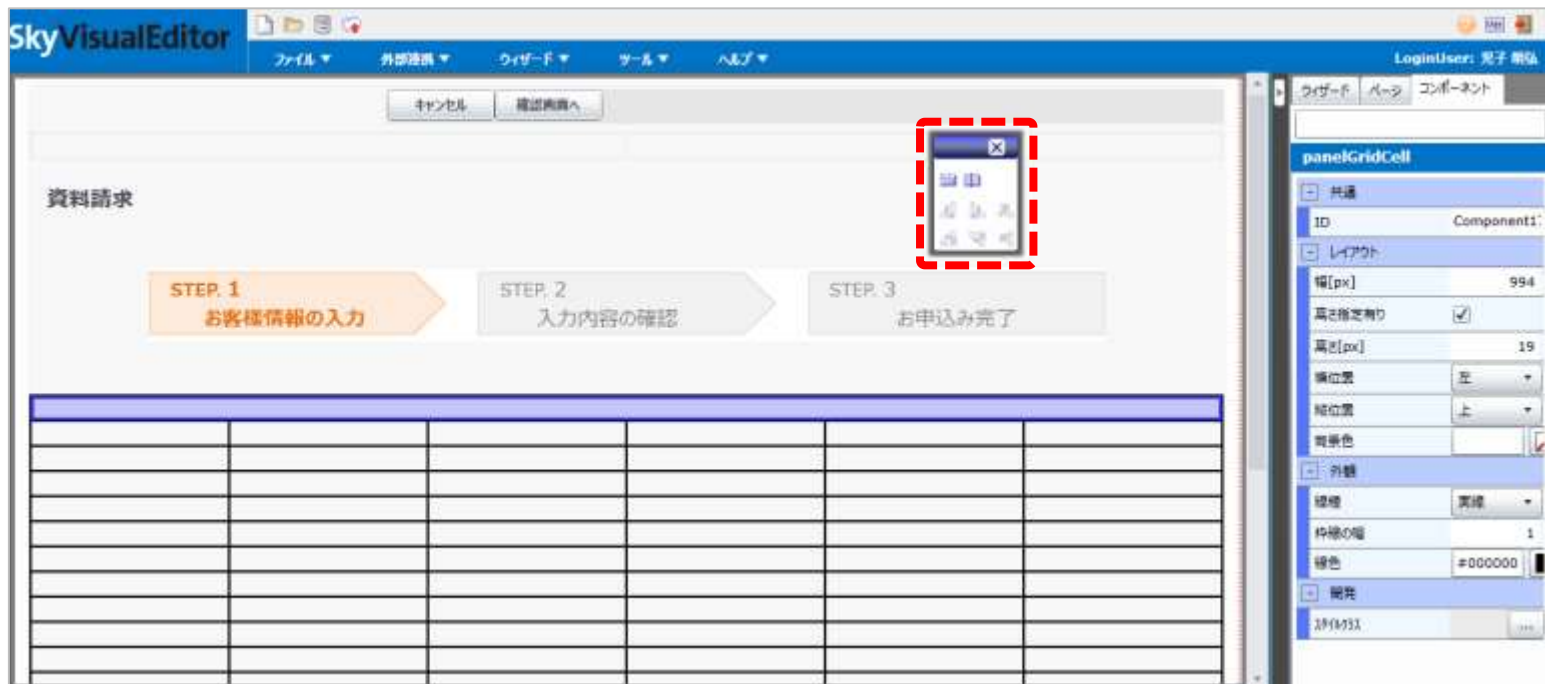 SkyVisualEditor
ファイル ▼ 外部連携 ▼ ウィザード ▼ ツール ▼ ヘルプ ▼
LoginUser: 児子 明弘
キャンセル 確認画面へ
ウィザード ページ コンポーネント
panelGridCell
資料請求
STEP. 1
お客様情報の入力
STEP. 2
入力内容の確認
STEP. 3
お申込み完了
共通
ID Component1
レイアウト
幅[px] 994
高さ指定有り
高さ[px] 19
横位置 左
縦位置 上
背景色
外観
線種 実線
枠線の幅 1
線色 #000000
開発
スタイルクラス ...